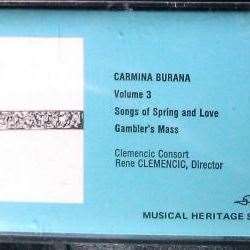 CARMINA BURANA
Volume 3
Songs of Spring and Love
Gambler's Mass
Clemencic Consort
Rene CLEMENCIC, Director
MUSICAL HERITAGE